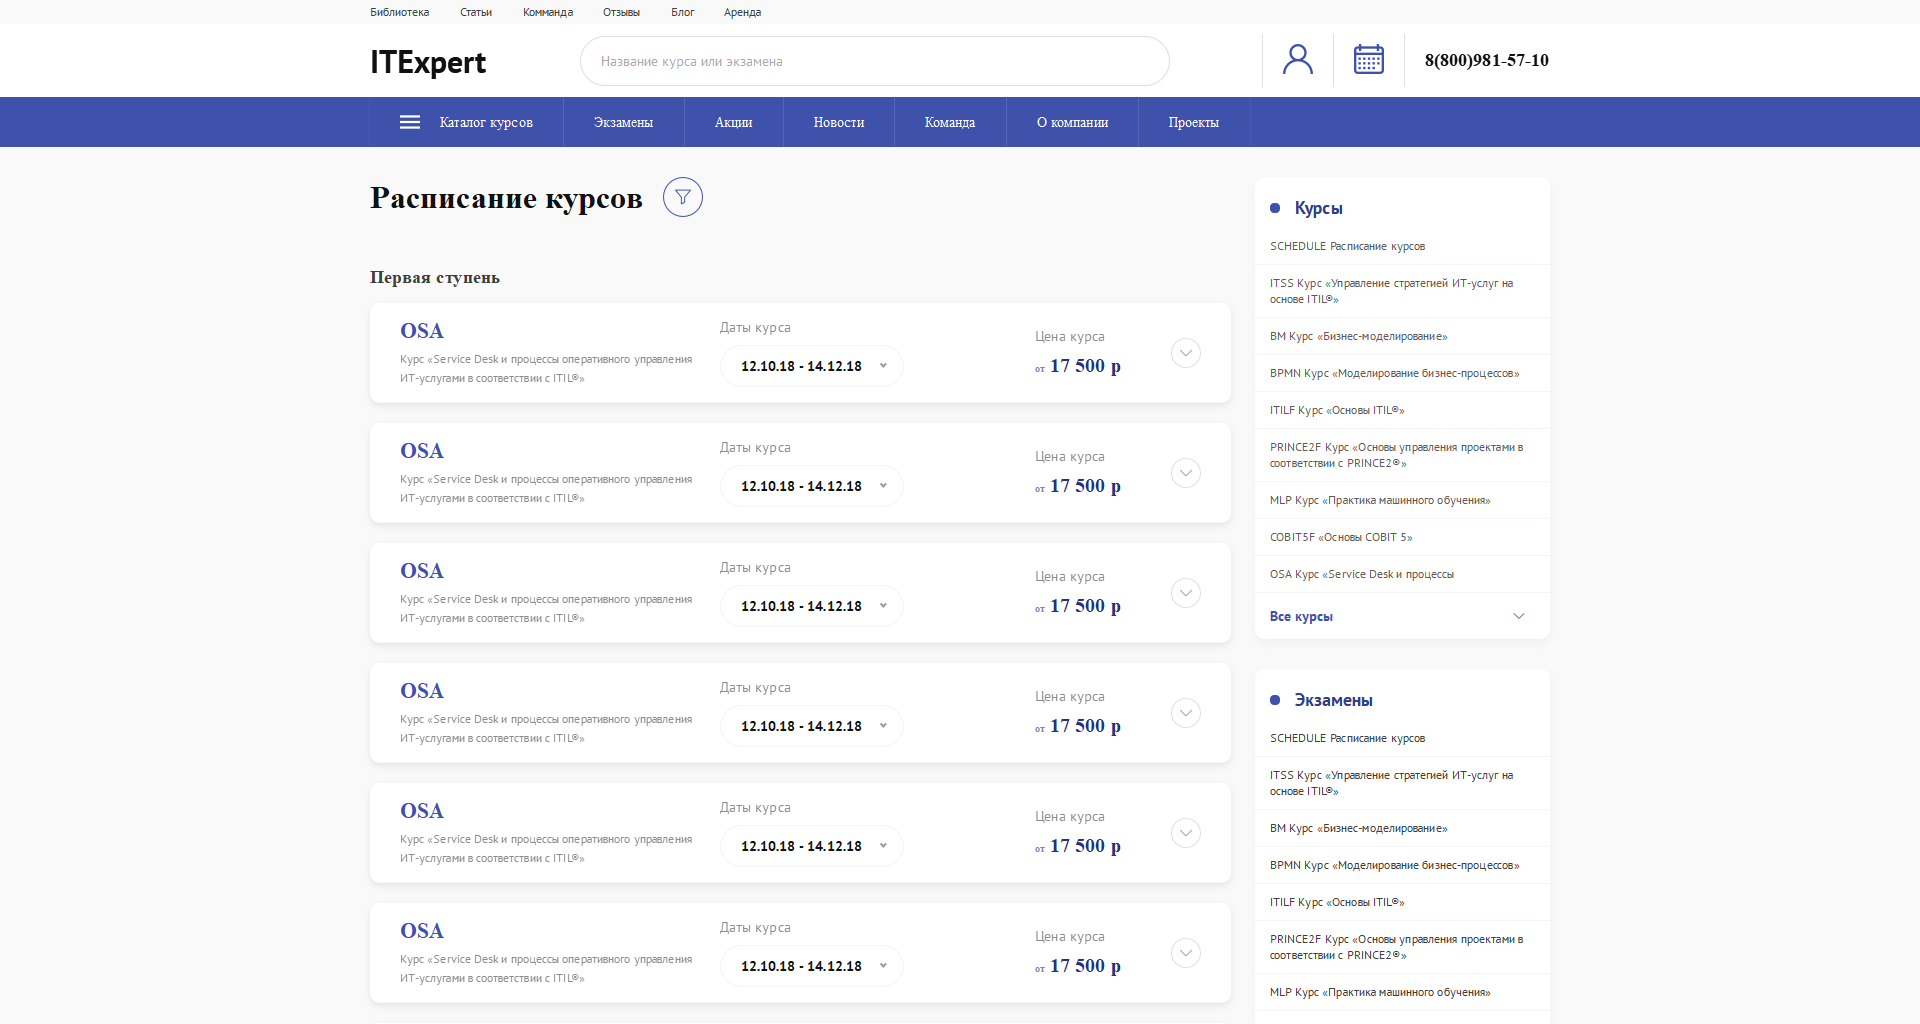 Библиотека Статьи Комманда Отзывы Блог Аренда
ITExpert
Название курса или экзамена
8(800)981-57-10
Каталог курсов Экзамены Акции Новости Команда О компании Проекты
Расписание курсов
Первая ступень
OSA
Курс «Service Desk и процессы оперативного управления
ИТ-услугами в соответствии с ITIL®»
Даты курса
12.10.18 - 14.12.18
Цена курса
от 17 500 р
OSA
Курс «Service Desk и процессы оперативного управления
ИТ-услугами в соответствии с ITIL®»
Даты курса
12.10.18 - 14.12.18
Цена курса
от 17 500 р
OSA
Курс «Service Desk и процессы оперативного управления
ИТ-услугами в соответствии с ITIL®»
Даты курса
12.10.18 - 14.12.18
Цена курса
от 17 500 р
OSA
Курс «Service Desk и процессы оперативного управления
ИТ-услугами в соответствии с ITIL®»
Даты курса
12.10.18 - 14.12.18
Цена курса
от 17 500 р
OSA
Курс «Service Desk и процессы оперативного управления
ИТ-услугами в соответствии с ITIL®»
Даты курса
12.10.18 - 14.12.18
Цена курса
от 17 500 р
OSA
Курс «Service Desk и процессы оперативного управления
ИТ-услугами в соответствии с ITIL®»
Даты курса
12.10.18 - 14.12.18
Цена курса
от 17 500 р
Курсы
SCHEDULE Расписание курсов
ITSS Курс «Управление стратегией ИТ-услуг на
основе ITIL®»
BM Курс «Бизнес-моделирование»
BPMN Курс «Моделирование бизнес-процессов»
ITILF Курс «Основы ITIL®»
PRINCE2F Курс «Основы управления проектами в
соответствии с PRINCE2®»
MLP Курс «Практика машинного обучения»
COBIT5F «Основы COBIT 5»
OSA Курс «Service Desk и процессы
Все курсы
Экзамены
SCHEDULE Расписание курсов
ITSS Курс «Управление стратегией ИТ-услуг на
основе ITIL®»
BM Курс «Бизнес-моделирование»
BPMN Курс «Моделирование бизнес-процессов»
ITILF Курс «Основы ITIL®»
PRINCE2F Курс «Основы управления проектами в
соответствии с PRINCE2®»
MLP Курс «Практика машинного обучения»